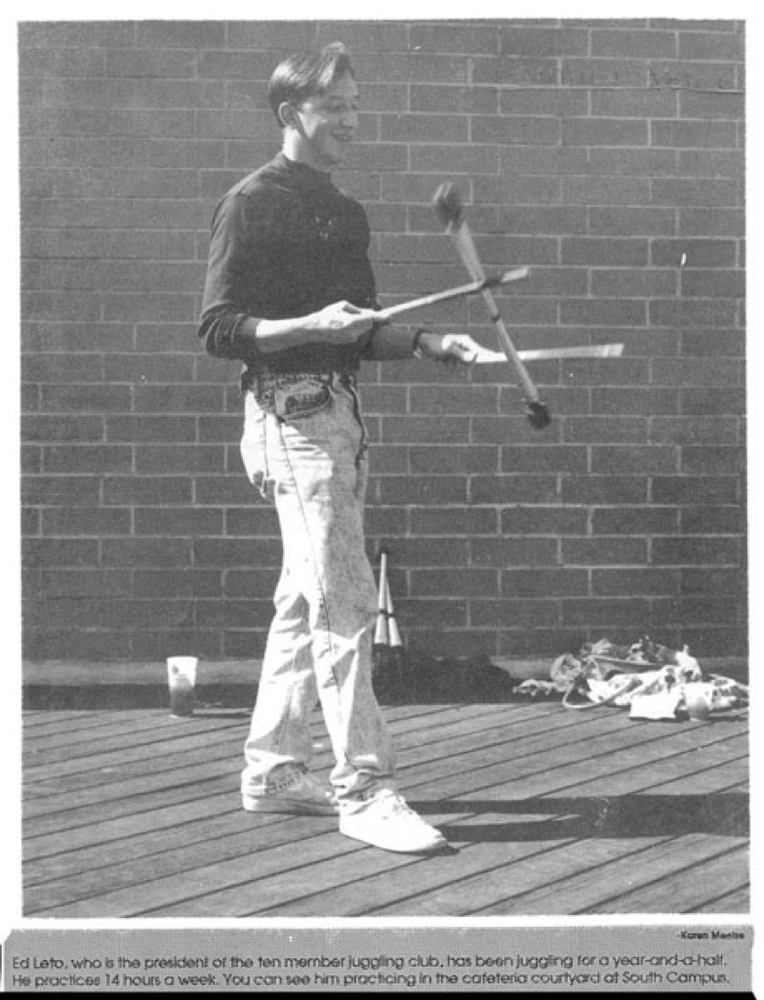 -Karen Menise
Ed Leto, who is the president of the ten member juggling club, has been juggling for a year-and-a-half.
He practices 14 hours a week. You can see him practicing in the cafeteria courtyard at South Campus.